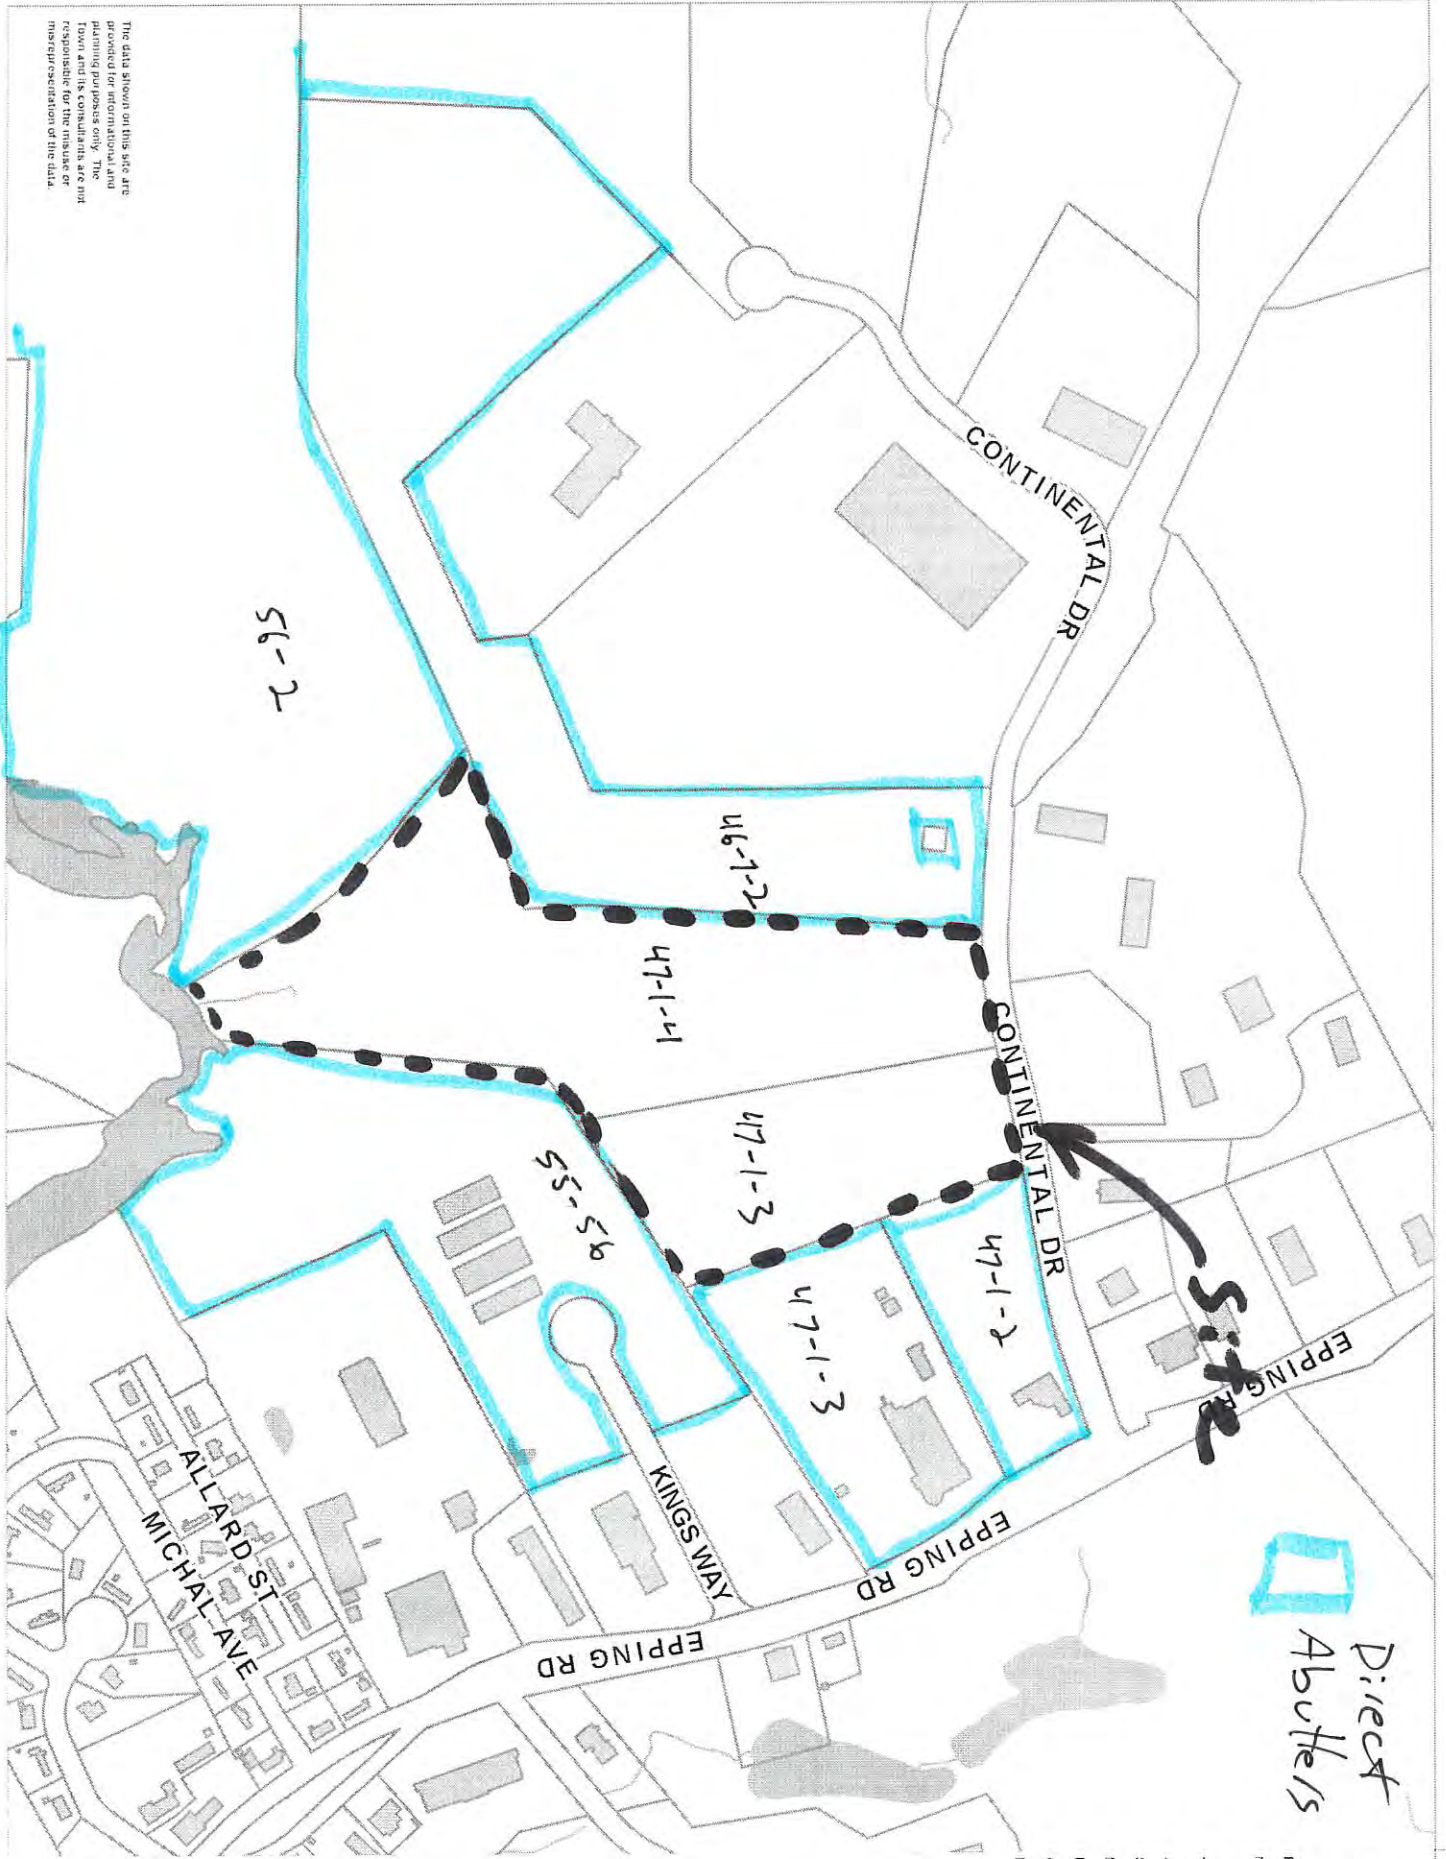 The data shown on this site are
provided for informational and
planning purposes only. The
Town and its consultants are not
responsible for the misuse or
misrepresentation of the data.
CONTINENTAL DR
56-2
46-1-2
47-1-4
CONTINENTAL DR
47-1-3
55-56
47-1-2
47-1-3
Site
EPPING RD
EPPING RD
KINGS WAY
EPPING RD
ALLARD ST
MICHAL AVE
Direct
Abutters